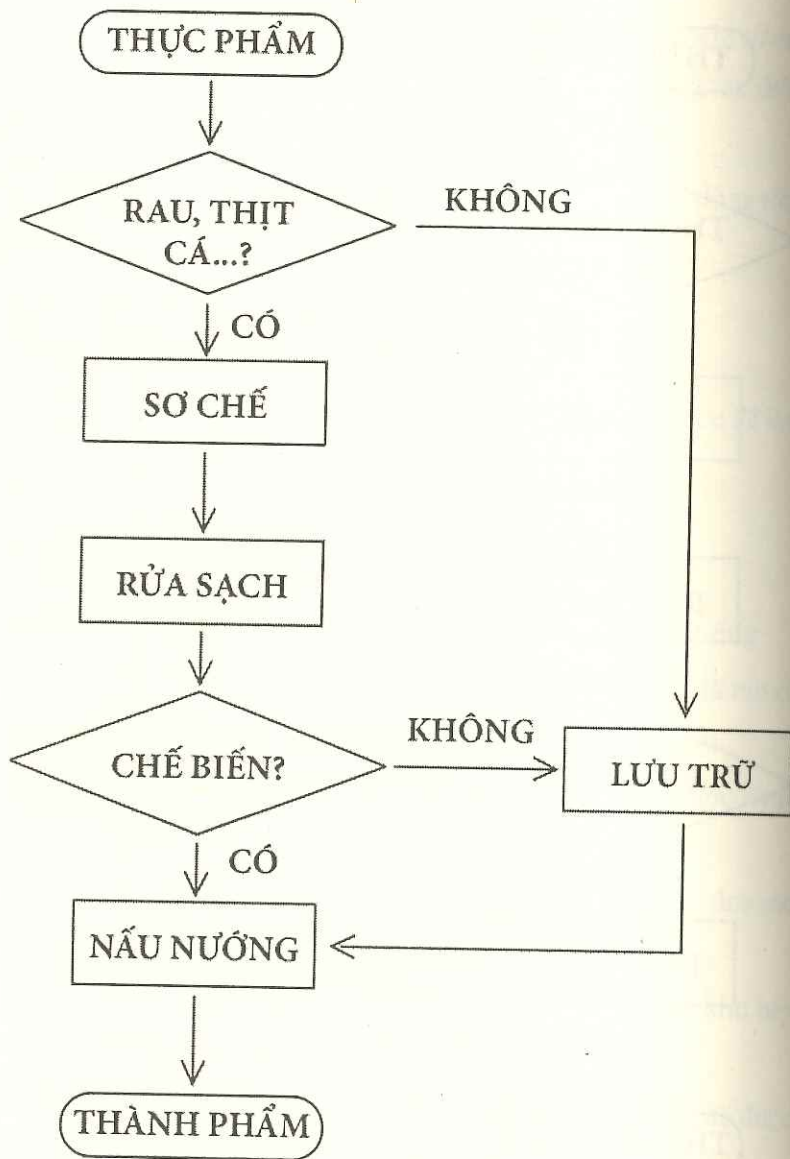 THỰC PHẨM
RAU, THỊT
CÁ...?
KHÔNG
CÓ
SƠ CHẾ
RỬA SẠCH
CHẾ BIẾN?
KHÔNG
LƯU TRỮ
CÓ
NẤU NƯỚNG
THÀNH PHẨM